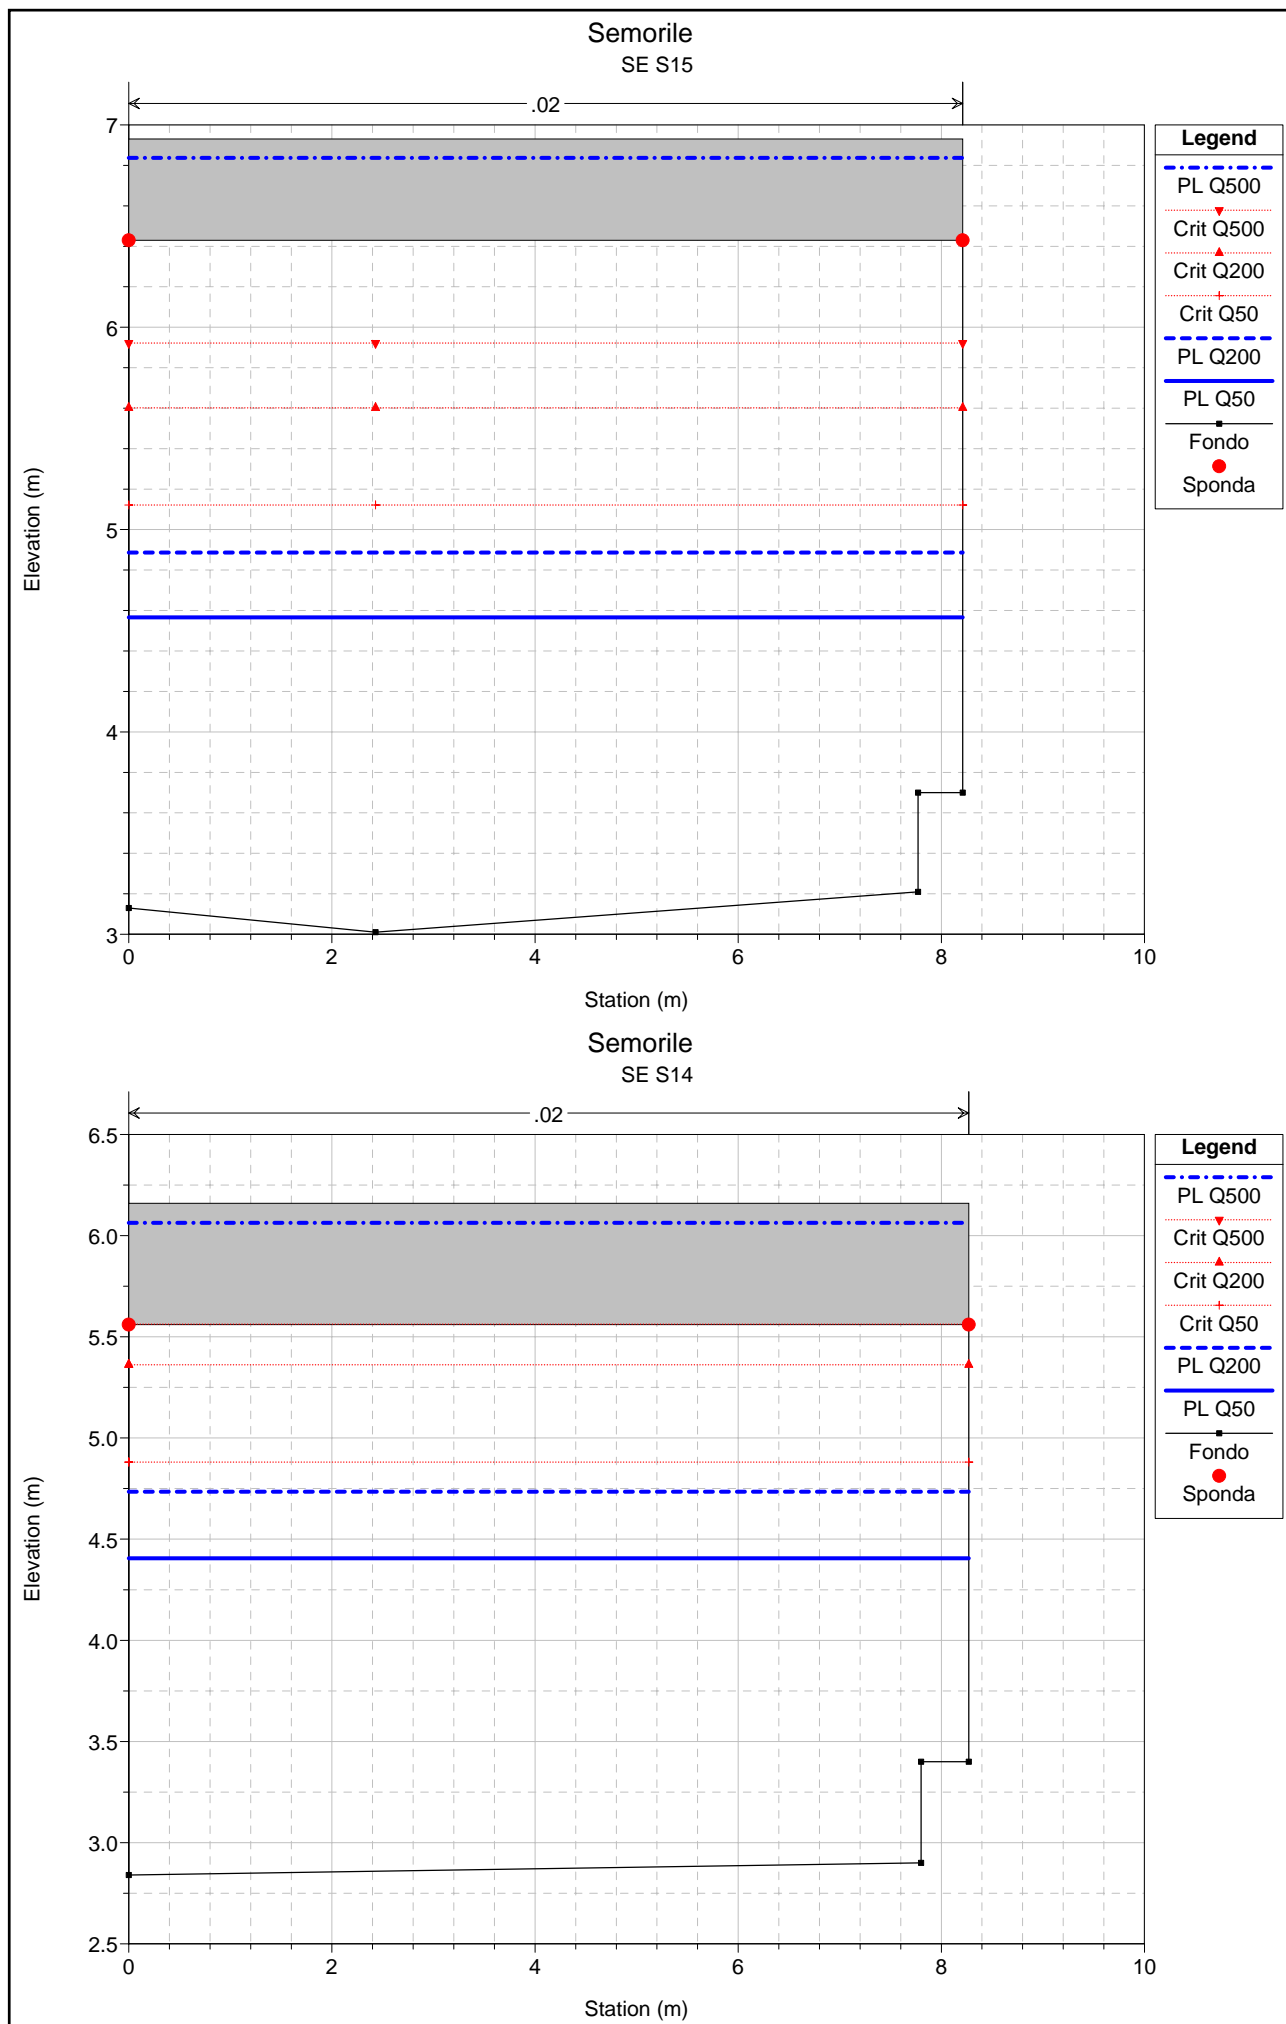 Semorile
SE S15
.02
7
6
5
4
3
Elevation (m)
0 2 4 6 8 10
Station (m)
Legend
PL Q500
Crit Q500
Crit Q200
Crit Q50
PL Q200
PL Q50
Fondo
Sponda
Semorile
SE S14
.02
6.5
6.0
5.5
5.0
4.5
4.0
3.5
3.0
2.5
Elevation (m)
0 2 4 6 8 10
Station (m)
Legend
PL Q500
Crit Q500
Crit Q200
Crit Q50
PL Q200
PL Q50
Fondo
Sponda